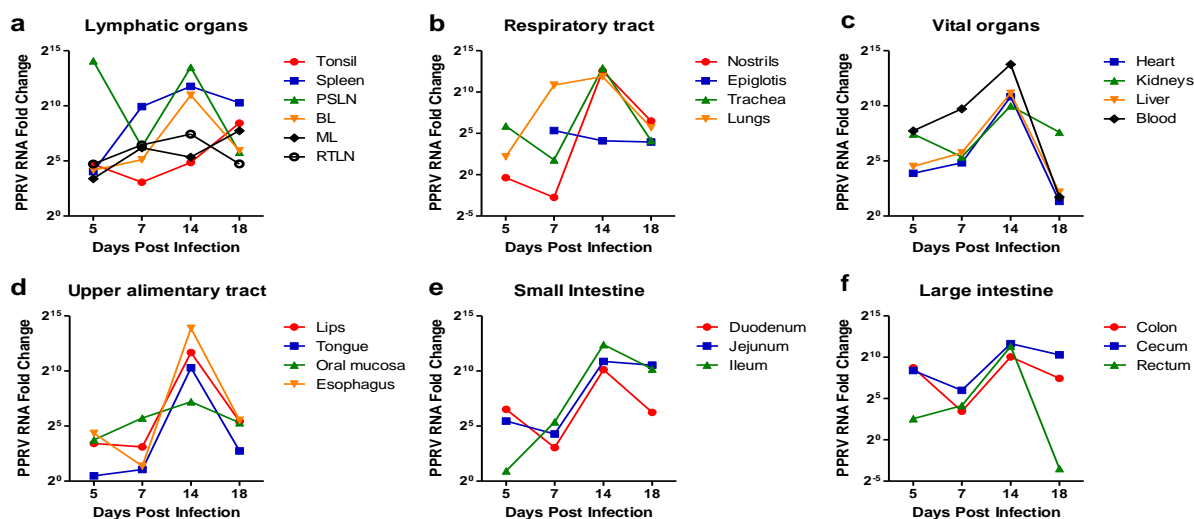 a Lymphatic organs
PPRV RNA Fold Change
2¹⁵
2¹⁰
2⁵
2⁰
5 7 14 18
Days Post Infection
Tonsil
Spleen
PSLN
BL
ML
RTLN
b Respiratory tract
PPRV RNA Fold Change
2¹⁵
2¹⁰
2⁵
2⁰
2⁻⁵
5 7 14 18
Days Post Infection
Nostrils
Epiglotis
Trachea
Lungs
c Vital organs
PPRV RNA Fold Change
2¹⁵
2¹⁰
2⁵
2⁰
5 7 14 18
Days Post Infection
Heart
Kidneys
Liver
Blood
d Upper alimentary tract
PPRV RNA Fold Change
2¹⁵
2¹⁰
2⁵
2⁰
5 7 14 18
Days Post Infection
Lips
Tongue
Oral mucosa
Esophagus
e Small Intestine
PPRV RNA Fold Change
2¹⁵
2¹⁰
2⁵
2⁰
5 7 14 18
Days Post Infection
Duodenum
Jejunum
Ileum
f Large intestine
PPRV RNA Fold Change
2¹⁵
2¹⁰
2⁵
2⁰
2⁻⁵
5 7 14 18
Days Post Infection
Colon
Cecum
Rectum